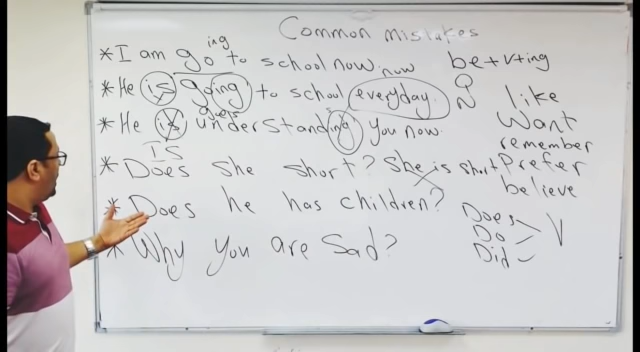 Common mistakes
*I am go ing to school now. now be+v+ing
*He is going to school everyday.
goes
*He is understanding you now.
Is
*Does she short? She is short
*Does he has children?
*Why you are sad?
like
Want
remember
Prefer
believe
Does
Do
Did
V